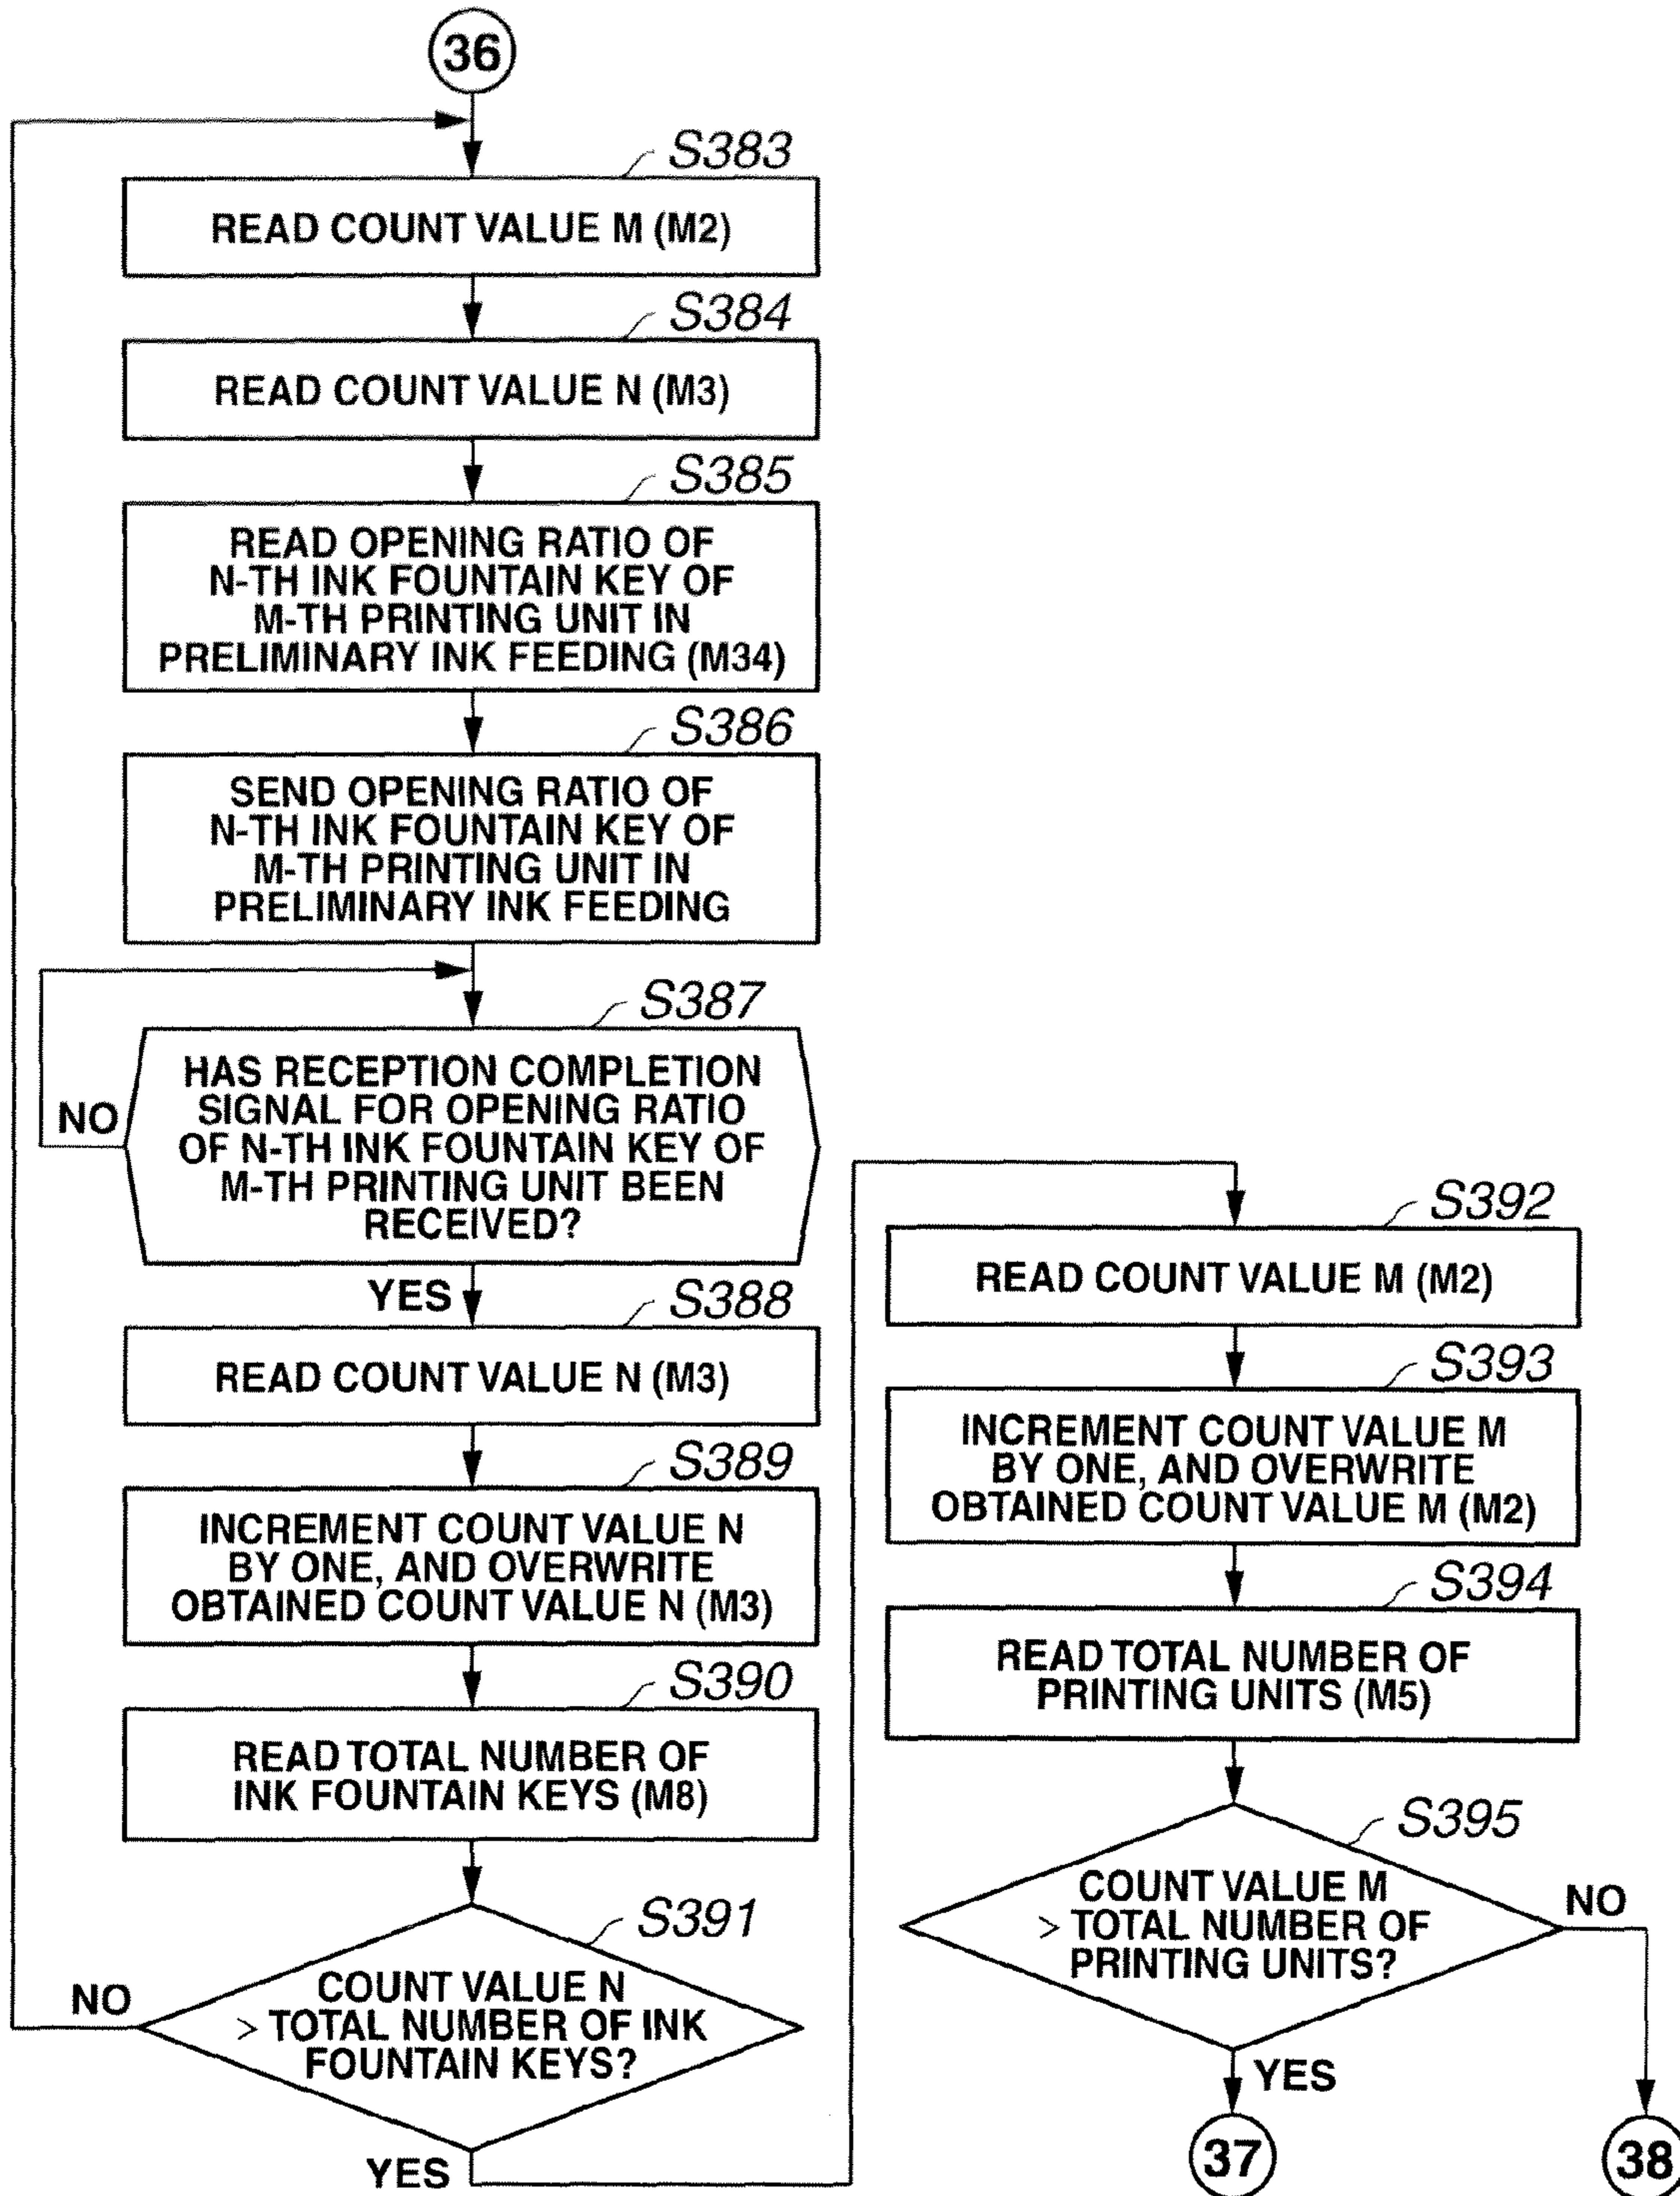 36
S383
READ COUNT VALUE M (M2)
S384
READ COUNT VALUE N (M3)
S385
READ OPENING RATIO OF
N-TH INK FOUNTAIN KEY OF
M-TH PRINTING UNIT IN
PRELIMINARY INK FEEDING (M34)
S386
SEND OPENING RATIO OF
N-TH INK FOUNTAIN KEY OF
M-TH PRINTING UNIT IN
PRELIMINARY INK FEEDING
S387
HAS RECEPTION COMPLETION
SIGNAL FOR OPENING RATIO
OF N-TH INK FOUNTAIN KEY OF
M-TH PRINTING UNIT BEEN
RECEIVED?
NO
YES
S388
READ COUNT VALUE N (M3)
S389
INCREMENT COUNT VALUE N
BY ONE, AND OVERWRITE
OBTAINED COUNT VALUE N (M3)
S390
READ TOTAL NUMBER OF
INK FOUNTAIN KEYS (M8)
S391
COUNT VALUE N
> TOTAL NUMBER OF INK
FOUNTAIN KEYS?
NO
YES
S392
READ COUNT VALUE M (M2)
S393
INCREMENT COUNT VALUE M
BY ONE, AND OVERWRITE
OBTAINED COUNT VALUE M (M2)
S394
READ TOTAL NUMBER OF
PRINTING UNITS (M5)
S395
COUNT VALUE M
> TOTAL NUMBER OF
PRINTING UNITS?
NO
YES
37
38